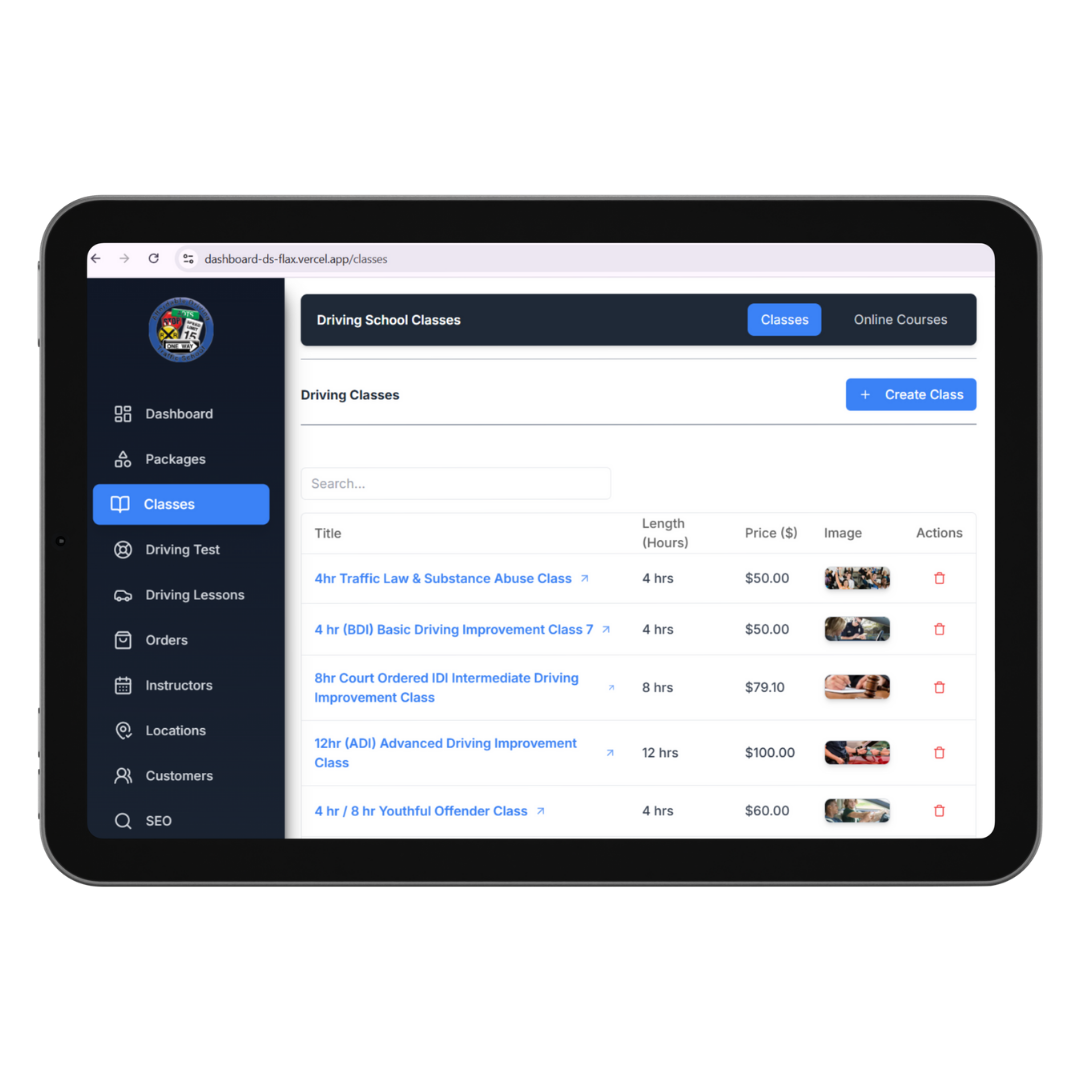 dashboard-ds-flax.vercel.app/classes
DIS
SPEED
LIMIT
15
ONE WAY
Driving School Classes
Classes
Online Courses
Dashboard
Packages
Classes
Driving Test
Driving Lessons
Orders
Instructors
Locations
Customers
SEO
Driving Classes
+ Create Class
Search...
Title
Length
(Hours)
Price ($)
Image
Actions
4hr Traffic Law & Substance Abuse Class
4 hrs
$50.00
4 hr (BDI) Basic Driving Improvement Class 7
4 hrs
$50.00
8hr Court Ordered IDI Intermediate Driving
Improvement Class
8 hrs
$79.10
12hr (ADI) Advanced Driving Improvement
Class
12 hrs
$100.00
4 hr / 8 hr Youthful Offender Class
4 hrs
$60.00